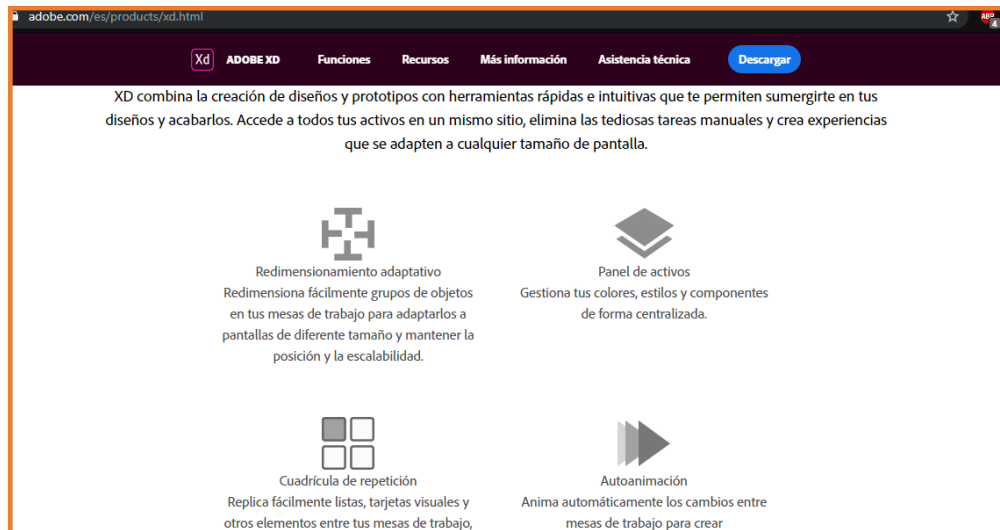 adobe.com/es/products/xd.html
ABP
4
Xd ADOBE XD Funciones Recursos Más información Asistencia técnica Descargar
XD combina la creación de diseños y prototipos con herramientas rápidas e intuitivas que te permiten sumergirte en tus
diseños y acabarlos. Accede a todos tus activos en un mismo sitio, elimina las tediosas tareas manuales y crea experiencias
que se adapten a cualquier tamaño de pantalla.
Redimensionamiento adaptativo
Redimensiona fácilmente grupos de objetos
en tus mesas de trabajo para adaptarlos a
pantallas de diferente tamaño y mantener la
posición y la escalabilidad.
Panel de activos
Gestiona tus colores, estilos y componentes
de forma centralizada.
Cuadrícula de repetición
Replica fácilmente listas, tarjetas visuales y
otros elementos entre tus mesas de trabajo,
Autoanimación
Anima automáticamente los cambios entre
mesas de trabajo para crear